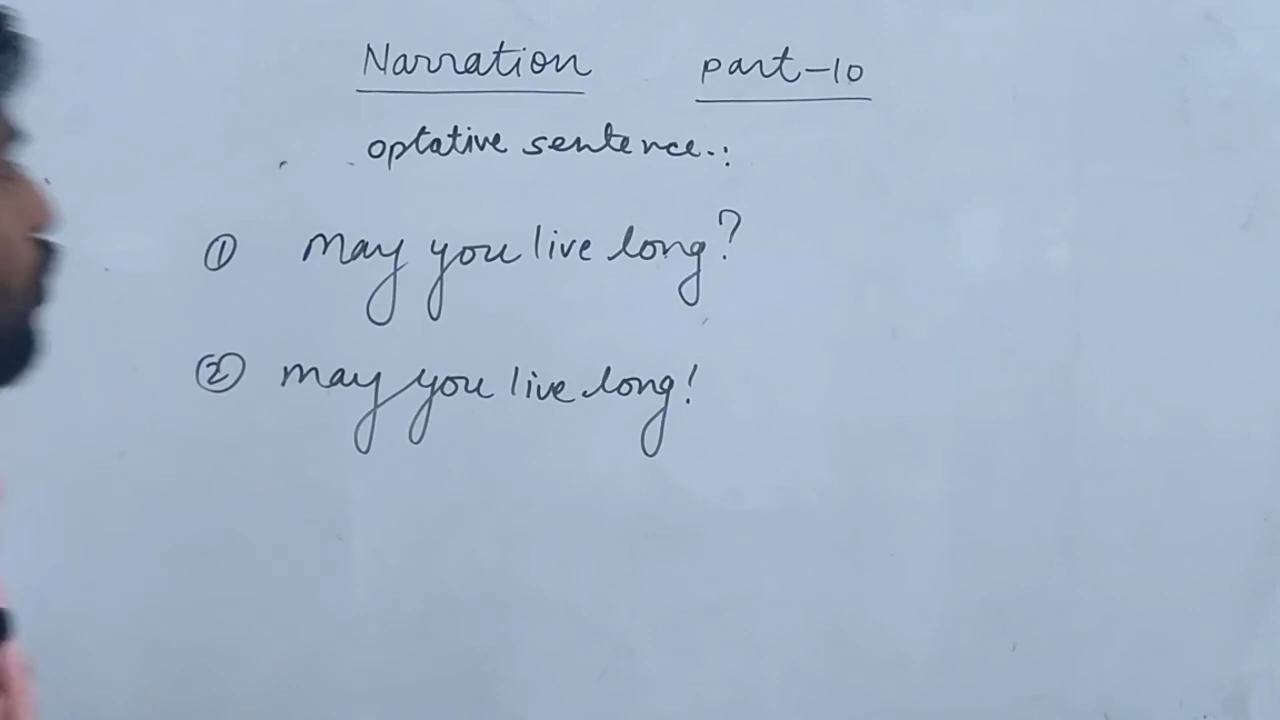 Narration part-10
optative sentence.:
① may you live long?
② may you live long!